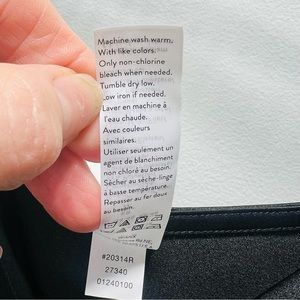 Machine wash warm.
With like colors.
Only non-chlorine
bleach when needed.
Tumble dry low.
Low iron if needed.
Laver en machine à
l'eau chaude.
Avec couleurs
similaires.
Utiliser seulement un
agent de blanchiment
non chloré au besoin.
Sécher au sèche-linge
à basse température.
Repasser au fer doux
au besoin.
#20314R
27340
01240100